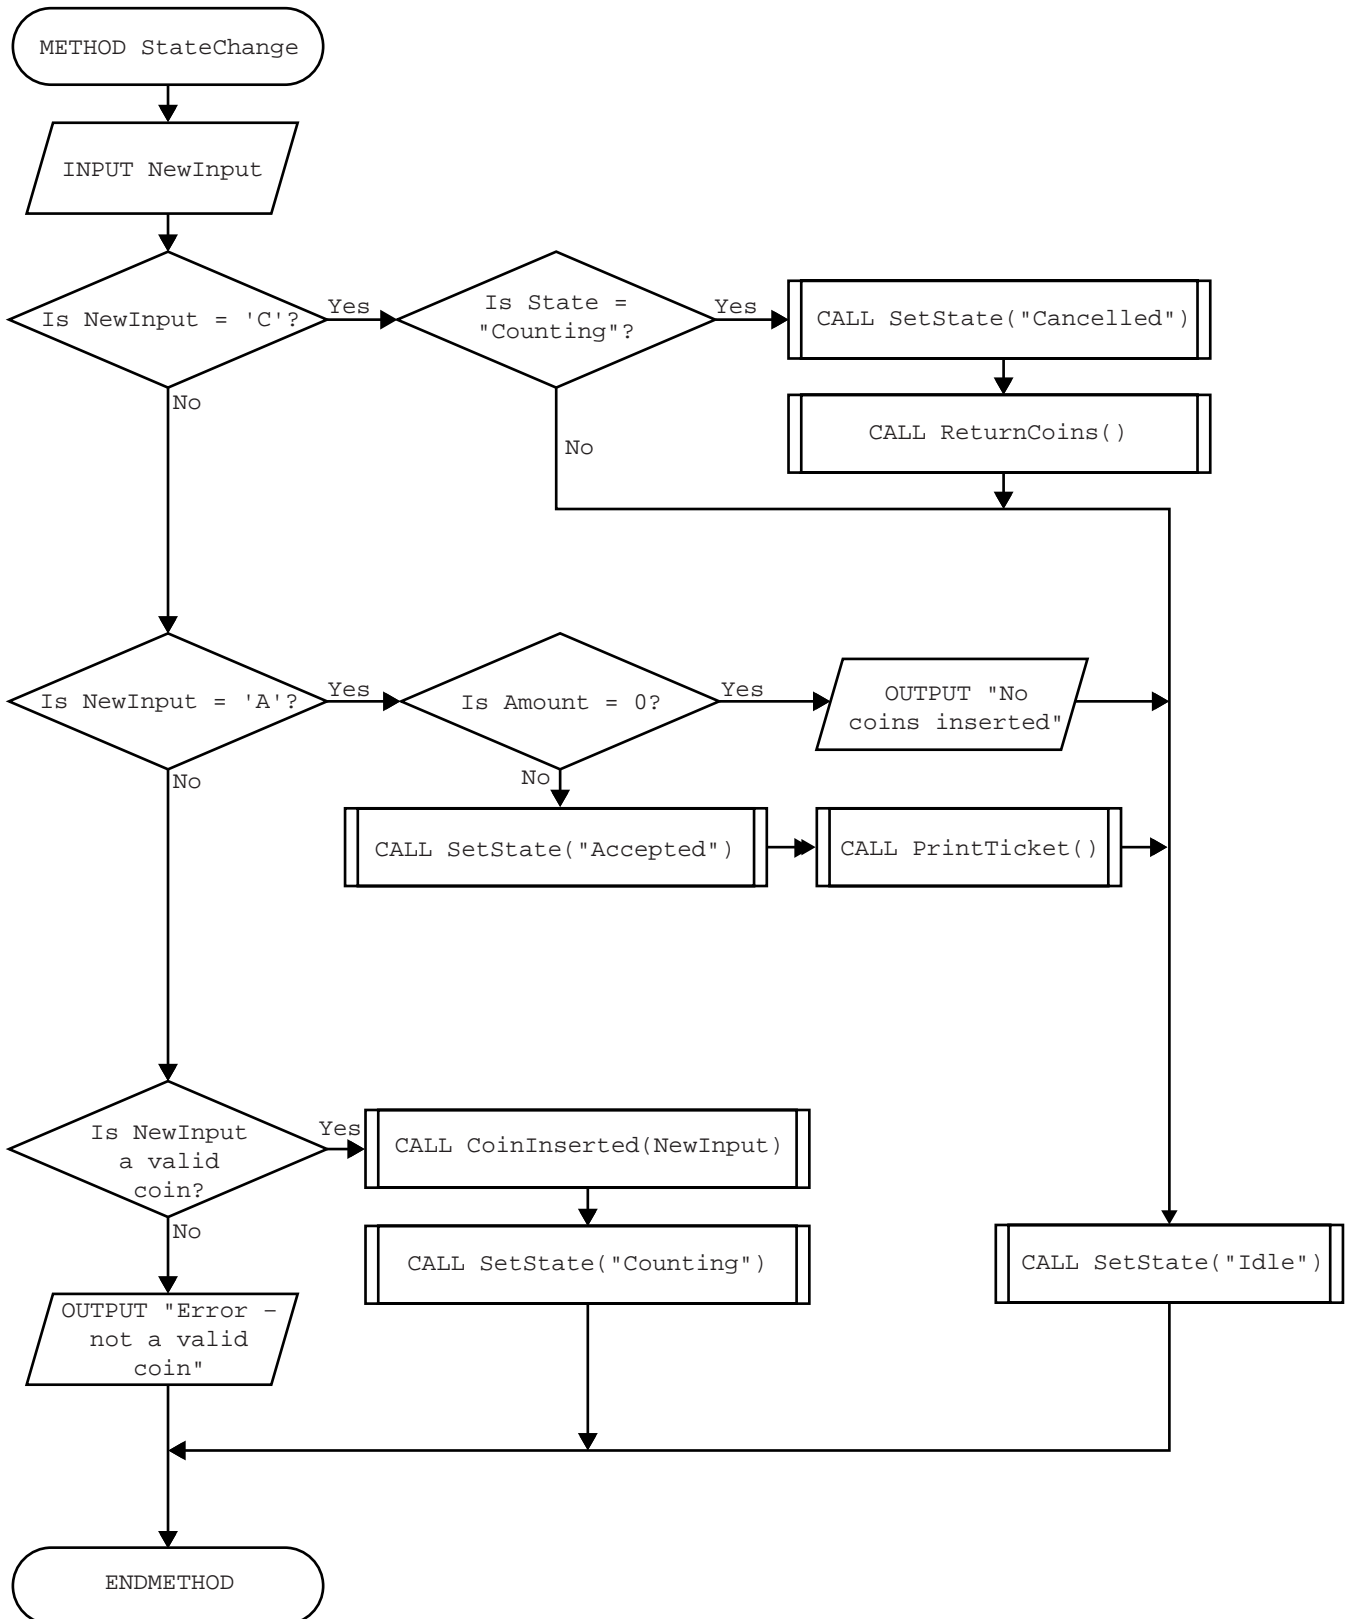 METHOD StateChange
INPUT NewInput
Is NewInput = 'C'?
Yes
Is State =
"Counting"?
Yes
CALL SetState("Cancelled")
No
CALL ReturnCoins()
No
Is NewInput = 'A'?
Yes
Is Amount = 0?
Yes
OUTPUT "No
coins inserted"
No
No
CALL SetState("Accepted")
CALL PrintTicket()
Is NewInput
a valid
coin?
Yes
CALL CoinInserted(NewInput)
No
CALL SetState("Counting")
CALL SetState("Idle")
OUTPUT "Error –
not a valid
coin"
ENDMETHOD